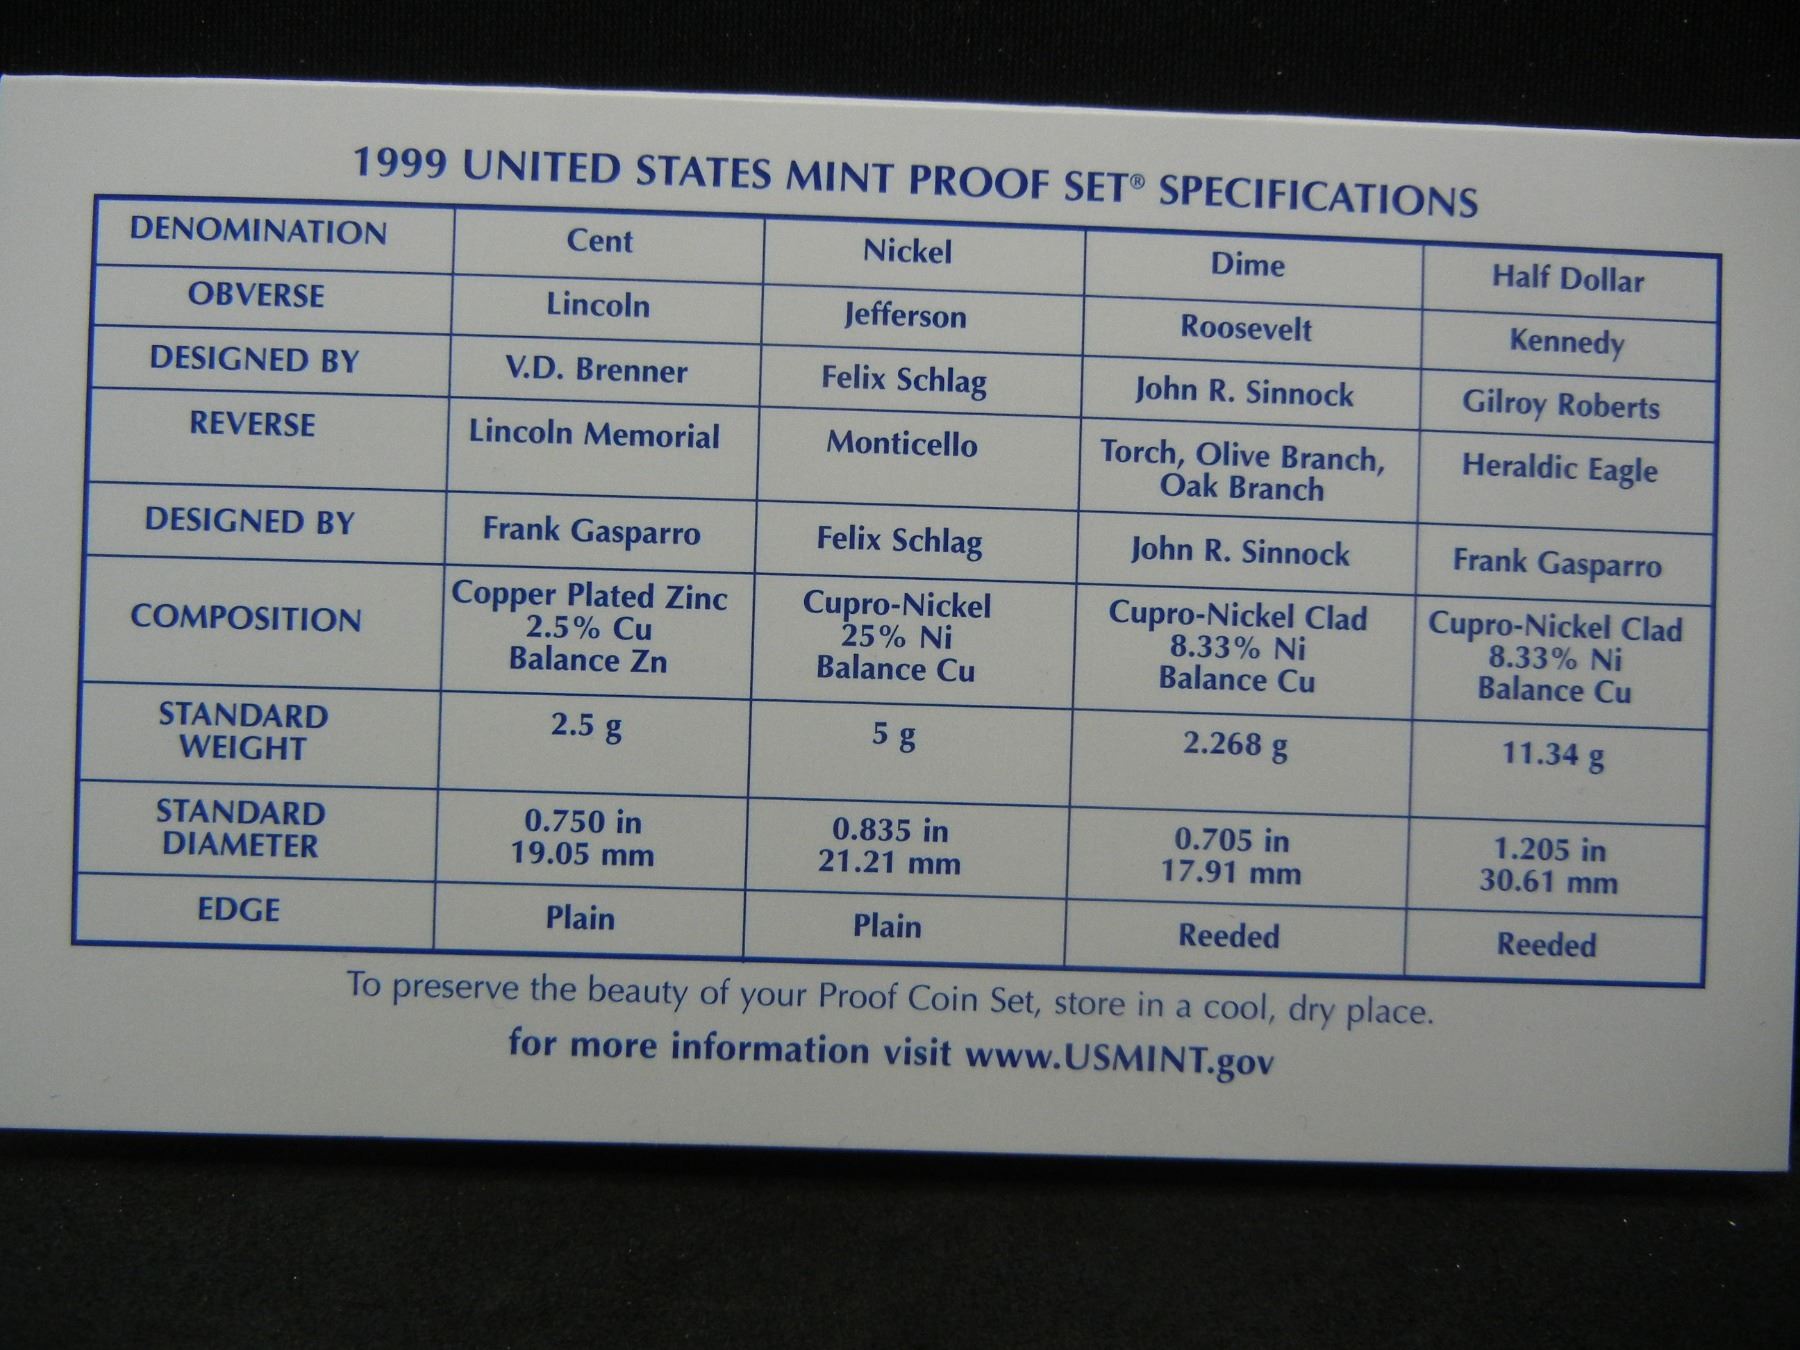 1999 UNITED STATES MINT PROOF SET® SPECIFICATIONS
DENOMINATION Cent Nickel Dime Half Dollar
OBVERSE Lincoln Jefferson Roosevelt Kennedy
DESIGNED BY V.D. Brenner Felix Schlag John R. Sinnock Gilroy Roberts
REVERSE Lincoln Memorial Monticello Torch, Olive Branch, Heraldic Eagle
Oak Branch
DESIGNED BY Frank Gasparro Felix Schlag John R. Sinnock Frank Gasparro
COMPOSITION Copper Plated Zinc Cupro-Nickel Cupro-Nickel Clad Cupro-Nickel Clad
2.5% Cu 25% Ni 8.33% Ni 8.33% Ni
Balance Zn Balance Cu Balance Cu Balance Cu
STANDARD 2.5 g 5 g 2.268 g 11.34 g
WEIGHT
STANDARD 0.750 in 0.835 in 0.705 in 1.205 in
DIAMETER 19.05 mm 21.21 mm 17.91 mm 30.61 mm
EDGE Plain Plain Reeded Reeded
To preserve the beauty of your Proof Coin Set, store in a cool, dry place.
for more information visit www.USMINT.gov